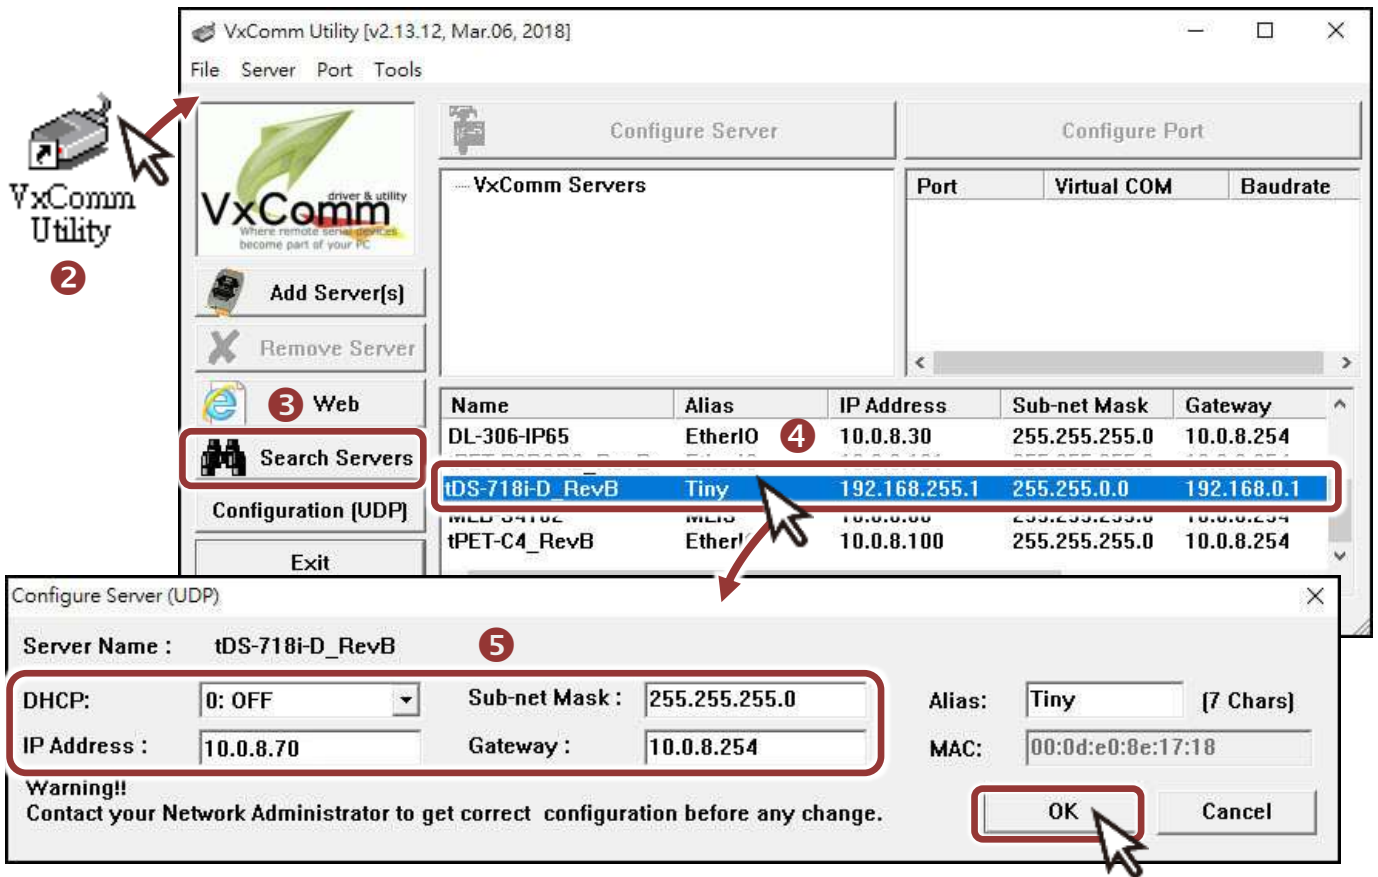 VxComm Utility [v2.13.12, Mar.06, 2018]
File Server Port Tools
VxComm
Utility
2
VxComm
driver & utility
Where remote serial devices
become part of your PC
Configure Server
Configure Port
VxComm Servers
Port Virtual COM Baudrate
Add Server(s)
Remove Server
3 Web
Search Servers
Configuration (UDP)
Exit
Name Alias IP Address Sub-net Mask Gateway
DL-306-IP65 EtherIO 4 10.0.8.30 255.255.255.0 10.0.8.254
tDS-718i-D_RevB Tiny 192.168.255.1 255.255.0.0 192.168.0.1
tPET-C4_RevB 10.0.8.100 255.255.255.0 10.0.8.254
Configure Server (UDP)
Server Name : tDS-718i-D_RevB 5
DHCP: 0: OFF Sub-net Mask : 255.255.255.0 Alias: Tiny (7 Chars)
IP Address : 10.0.8.70 Gateway : 10.0.8.254 MAC: 00:0d:e0:8e:17:18
Warning!!
Contact your Network Administrator to get correct configuration before any change.
OK Cancel